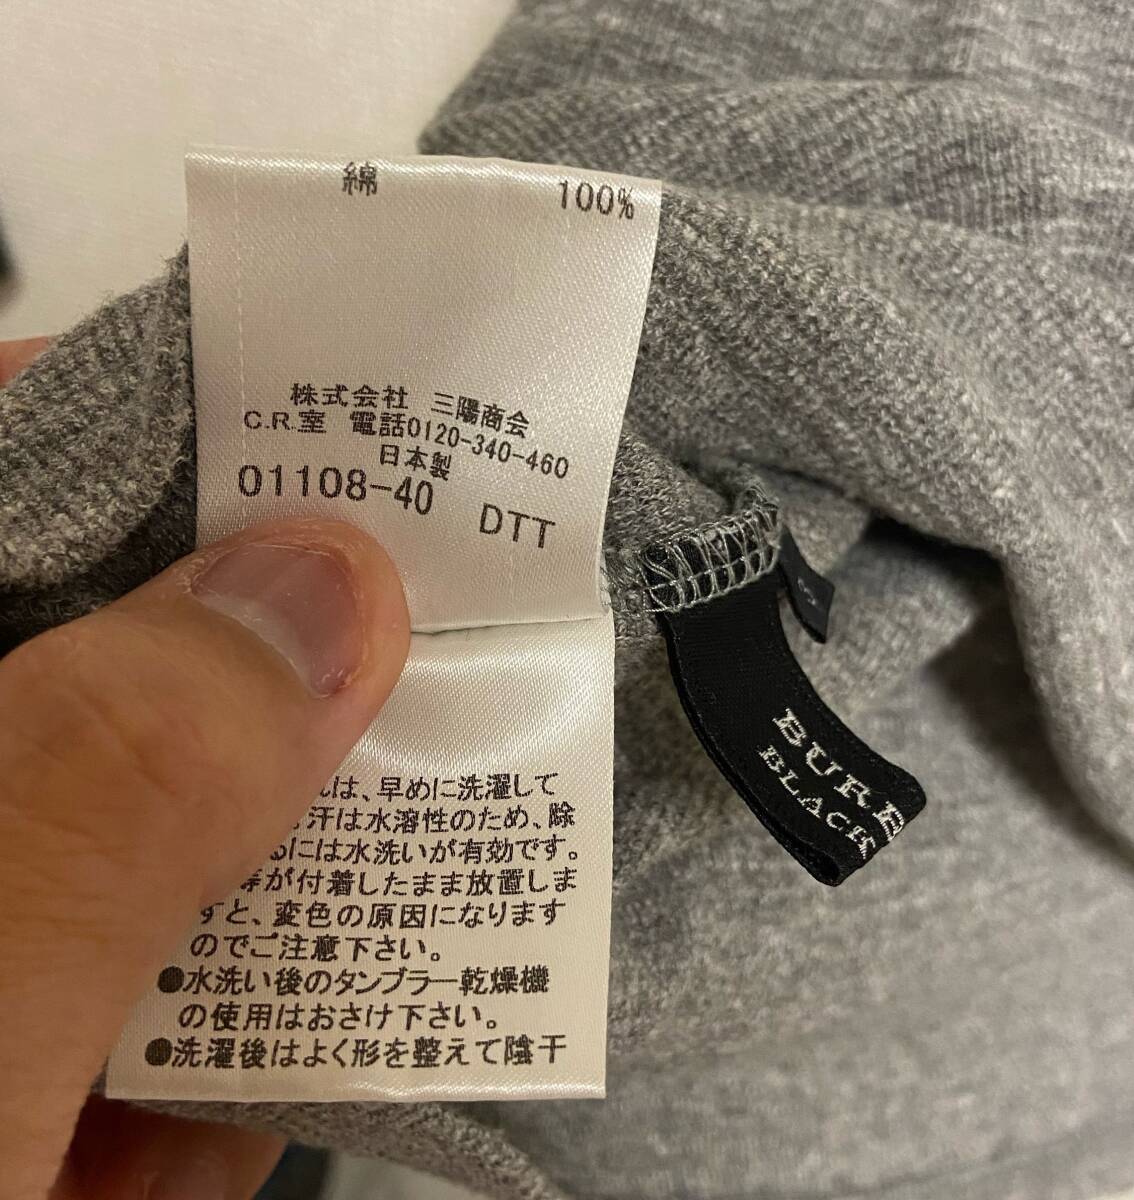 綿 100%
株式会社 三陽商会
C.R.室 電話0120-340-460
日本製
01108-40 DTT
は、早めに洗濯して
汗は水溶性のため、除
には水洗いが有効です。
等が付着したまま放置しま
すと、変色の原因になります
のでご注意下さい。
●水洗い後のタンブラー乾燥機
の使用はおさけ下さい。
●洗濯後はよく形を整えて陰干
BURB
BLACK